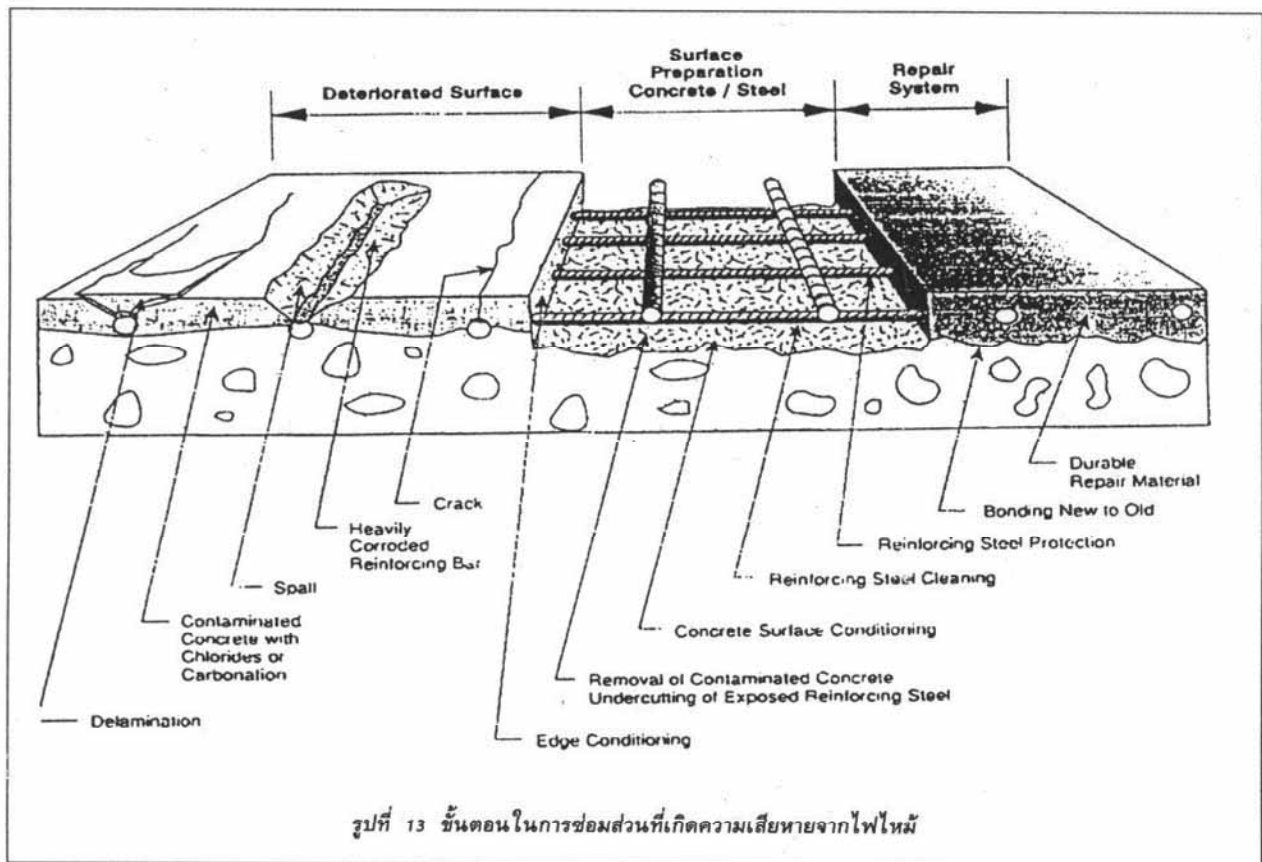 Deteriorated Surface
Surface
Preparation
Concrete / Steel
Repair
System
Crack
Heavily
Corroded
Reinforcing Bar
Spall
Contaminated
Concrete with
Chlorides or
Carbonation
Delamination
Durable
Repair Material
Bonding New to Old
Reinforcing Steel Protection
Reinforcing Steel Cleaning
Concrete Surface Conditioning
Removal of Contaminated Concrete
Undercutting of Exposed Reinforcing Steel
Edge Conditioning
รูปที่ 13 ขั้นตอนในการซ่อมส่วนที่เกิดความเสียหายจากไฟไหม้